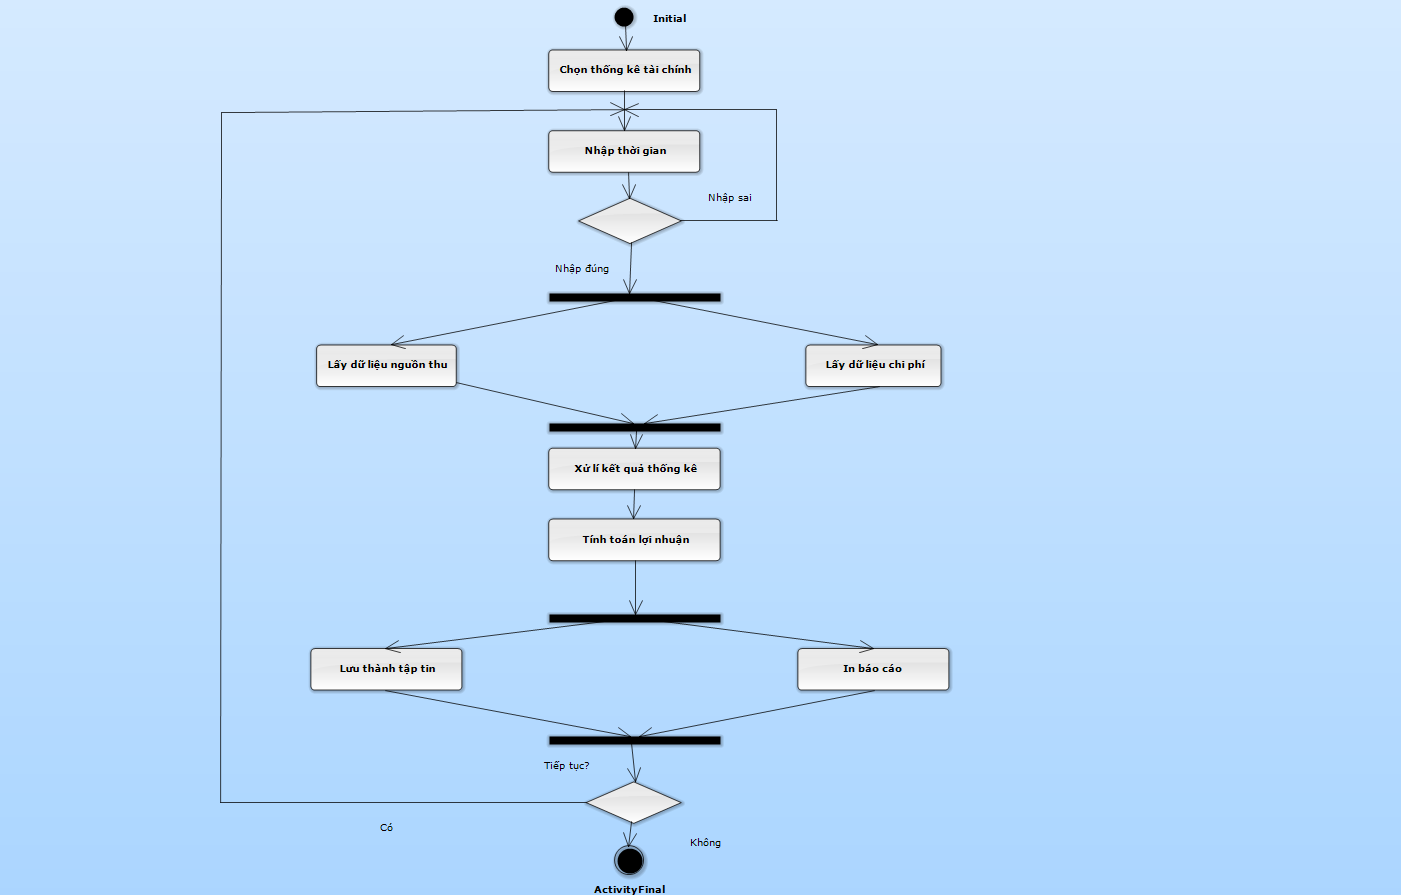 Initial
Chọn thống kê tài chính
Nhập thời gian
Nhập sai
Nhập đúng
Lấy dữ liệu nguồn thu
Lấy dữ liệu chi phí
Xử lí kết quả thống kê
Tính toán lợi nhuận
Lưu thành tập tin
In báo cáo
Tiếp tục?
Có
Không
ActivityFinal